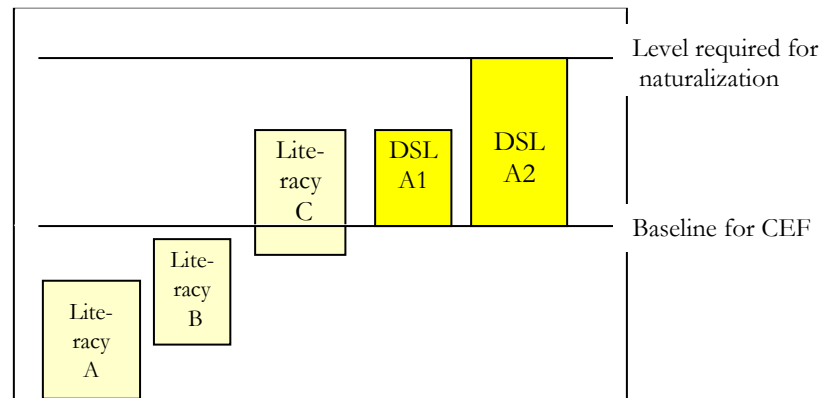 Level required for
naturalization
Lite-
racy
C
DSL
A1
DSL
A2
Baseline for CEF
Lite-
racy
B
Lite-
racy
A